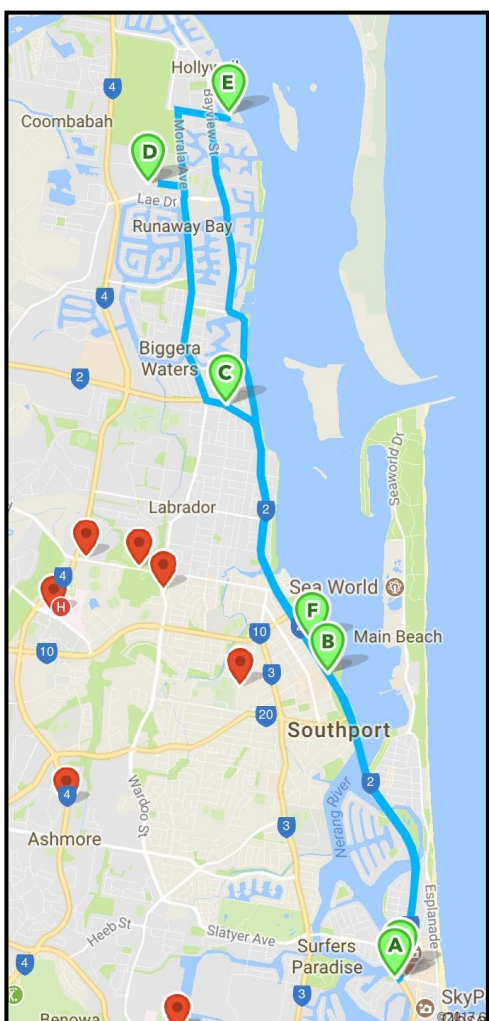 Hollyw
E
4
Coombabah
Bayview St
Morala Ave
D
Lae Dr
Runaway Bay
4
Biggera
Waters
C
2
Seaworld Dr
Labrador
2
4
Sea World
H
F
10
Main Beach
B
10
3
20
Southport
2
4
Nerang River
Wardoo St
3
Ashmore
Esplanade
Heeb St
Slatyer Ave
A
Surfers
Paradise
4
SkyP
Benowa